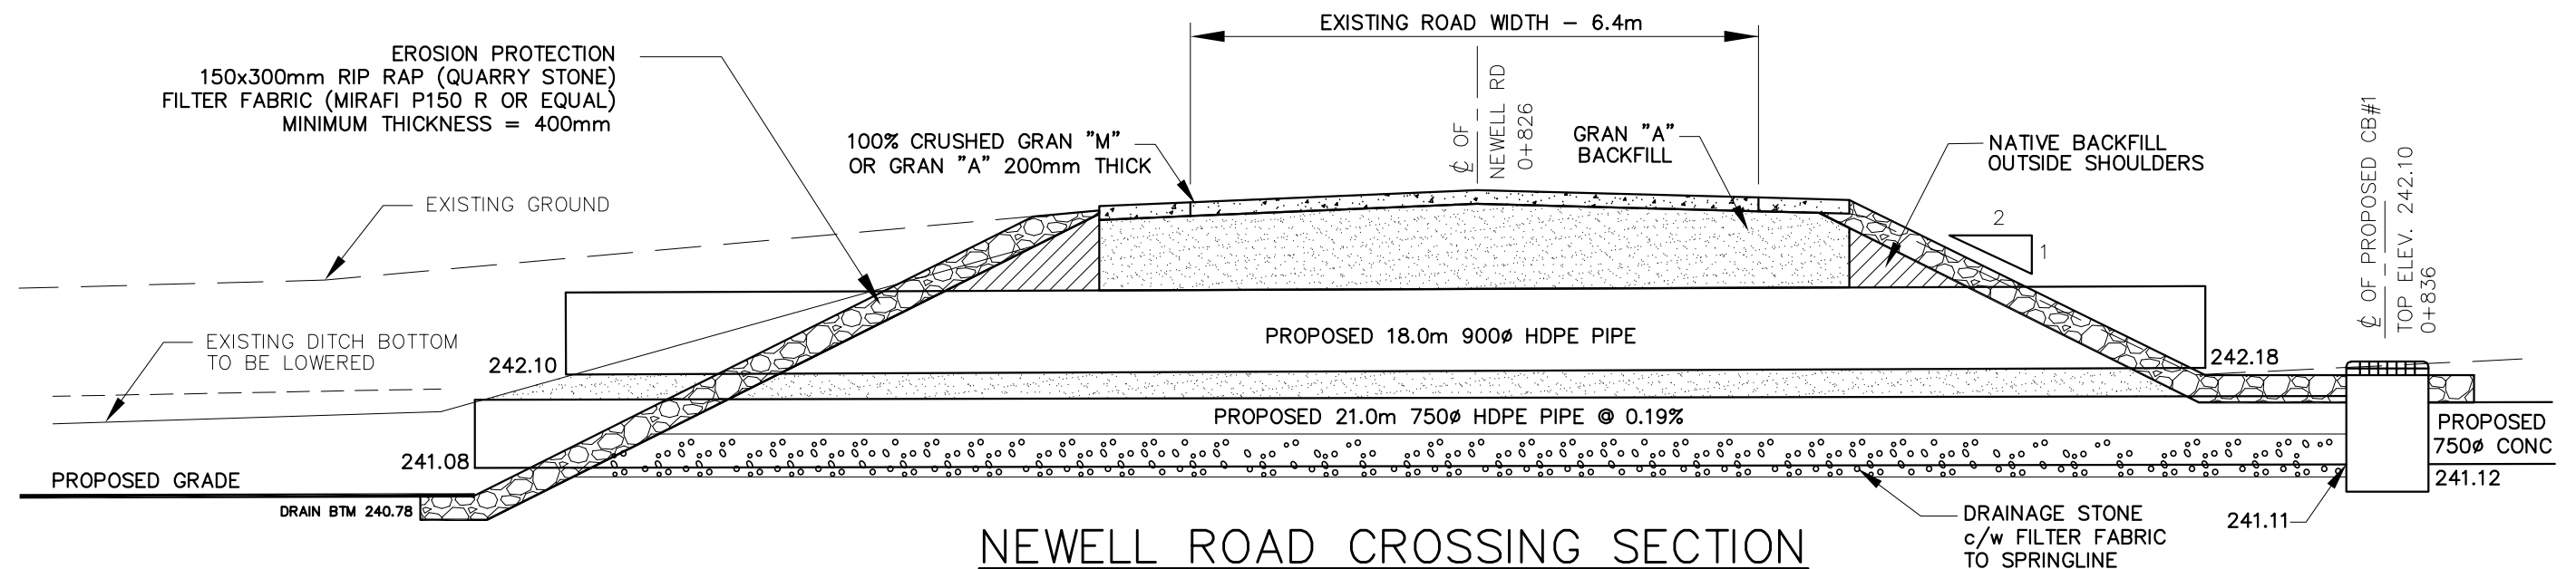 EXISTING ROAD WIDTH - 6.4m
EROSION PROTECTION
150x300mm RIP RAP (QUARRY STONE)
FILTER FABRIC (MIRAFI P150 R OR EQUAL)
MINIMUM THICKNESS = 400mm
100% CRUSHED GRAN "M"
OR GRAN "A" 200mm THICK
℄ OF
NEWELL RD
0+826
GRAN "A"
BACKFILL
NATIVE BACKFILL
OUTSIDE SHOULDERS
2
1
℄ OF PROPOSED CB#1
TOP ELEV. 242.10
0+836
EXISTING GROUND
EXISTING DITCH BOTTOM
TO BE LOWERED
242.10
PROPOSED 18.0m 900ø HDPE PIPE
242.18
PROPOSED 21.0m 750ø HDPE PIPE @ 0.19%
PROPOSED
750ø CONC
241.08
241.12
PROPOSED GRADE
DRAIN BTM 240.78
241.11
DRAINAGE STONE
c/w FILTER FABRIC
TO SPRINGLINE
NEWELL ROAD CROSSING SECTION